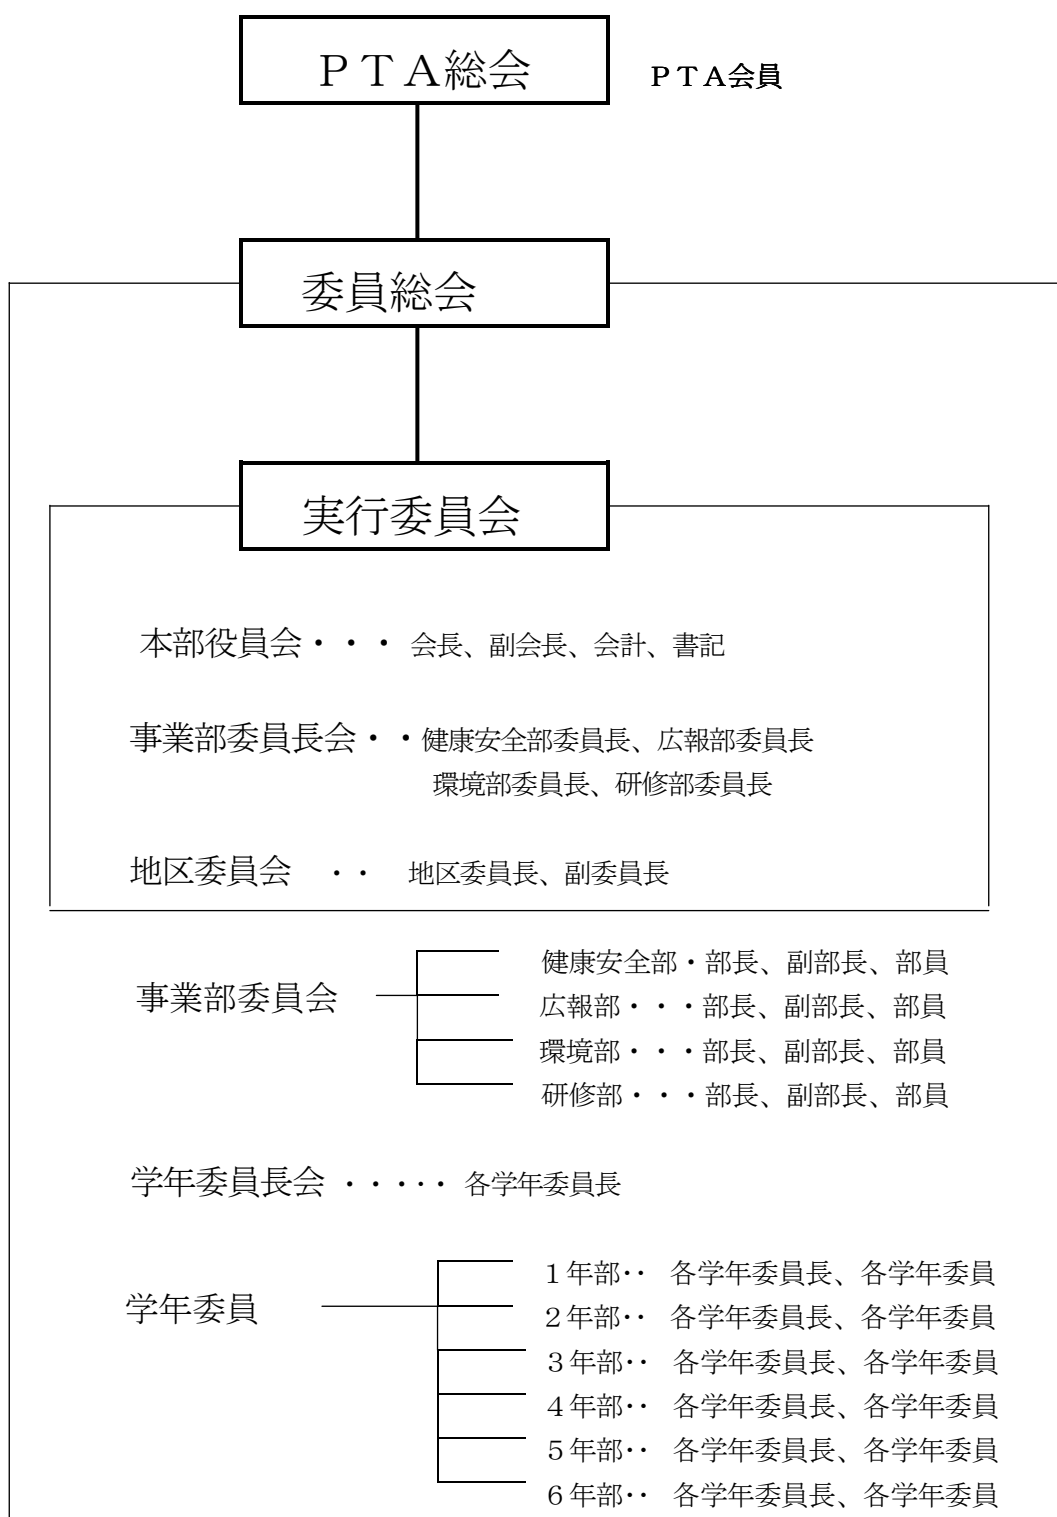 ＰＴＡ総会　ＰＴＡ会員
委員総会
実行委員会
本部役員会・・・　会長、副会長、会計、書記
事業部委員長会・・健康安全部委員長、広報部委員長
環境部委員長、研修部委員長
地区委員会　・・　地区委員長、副委員長
健康安全部・部長、副部長、部員
事業部委員会
広報部・・・部長、副部長、部員
環境部・・・部長、副部長、部員
研修部・・・部長、副部長、部員
学年委員長会　・・・・・　各学年委員長
１年部・・　各学年委員長、各学年委員
学年委員
２年部・・　各学年委員長、各学年委員
３年部・・　各学年委員長、各学年委員
４年部・・　各学年委員長、各学年委員
５年部・・　各学年委員長、各学年委員
６年部・・　各学年委員長、各学年委員